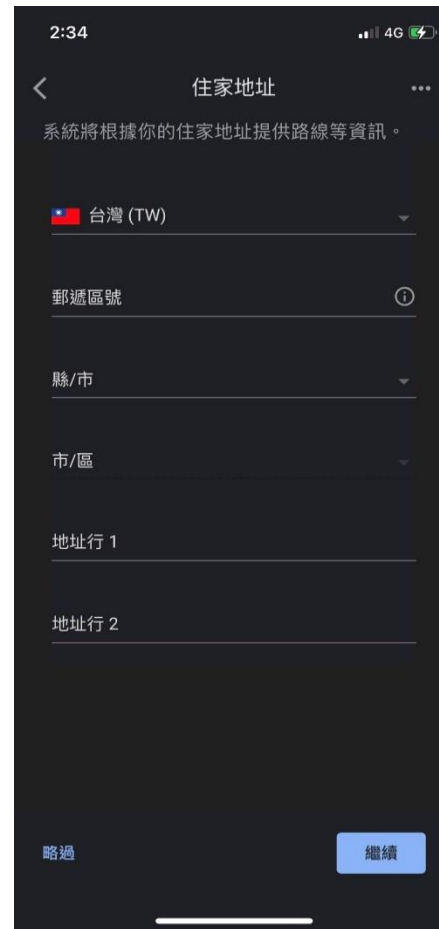 2:34
4G
住家地址
系統將根據你的住家地址提供路線等資訊。
台灣 (TW)
郵遞區號
縣/市
市/區
地址行 1
地址行 2
略過
繼續